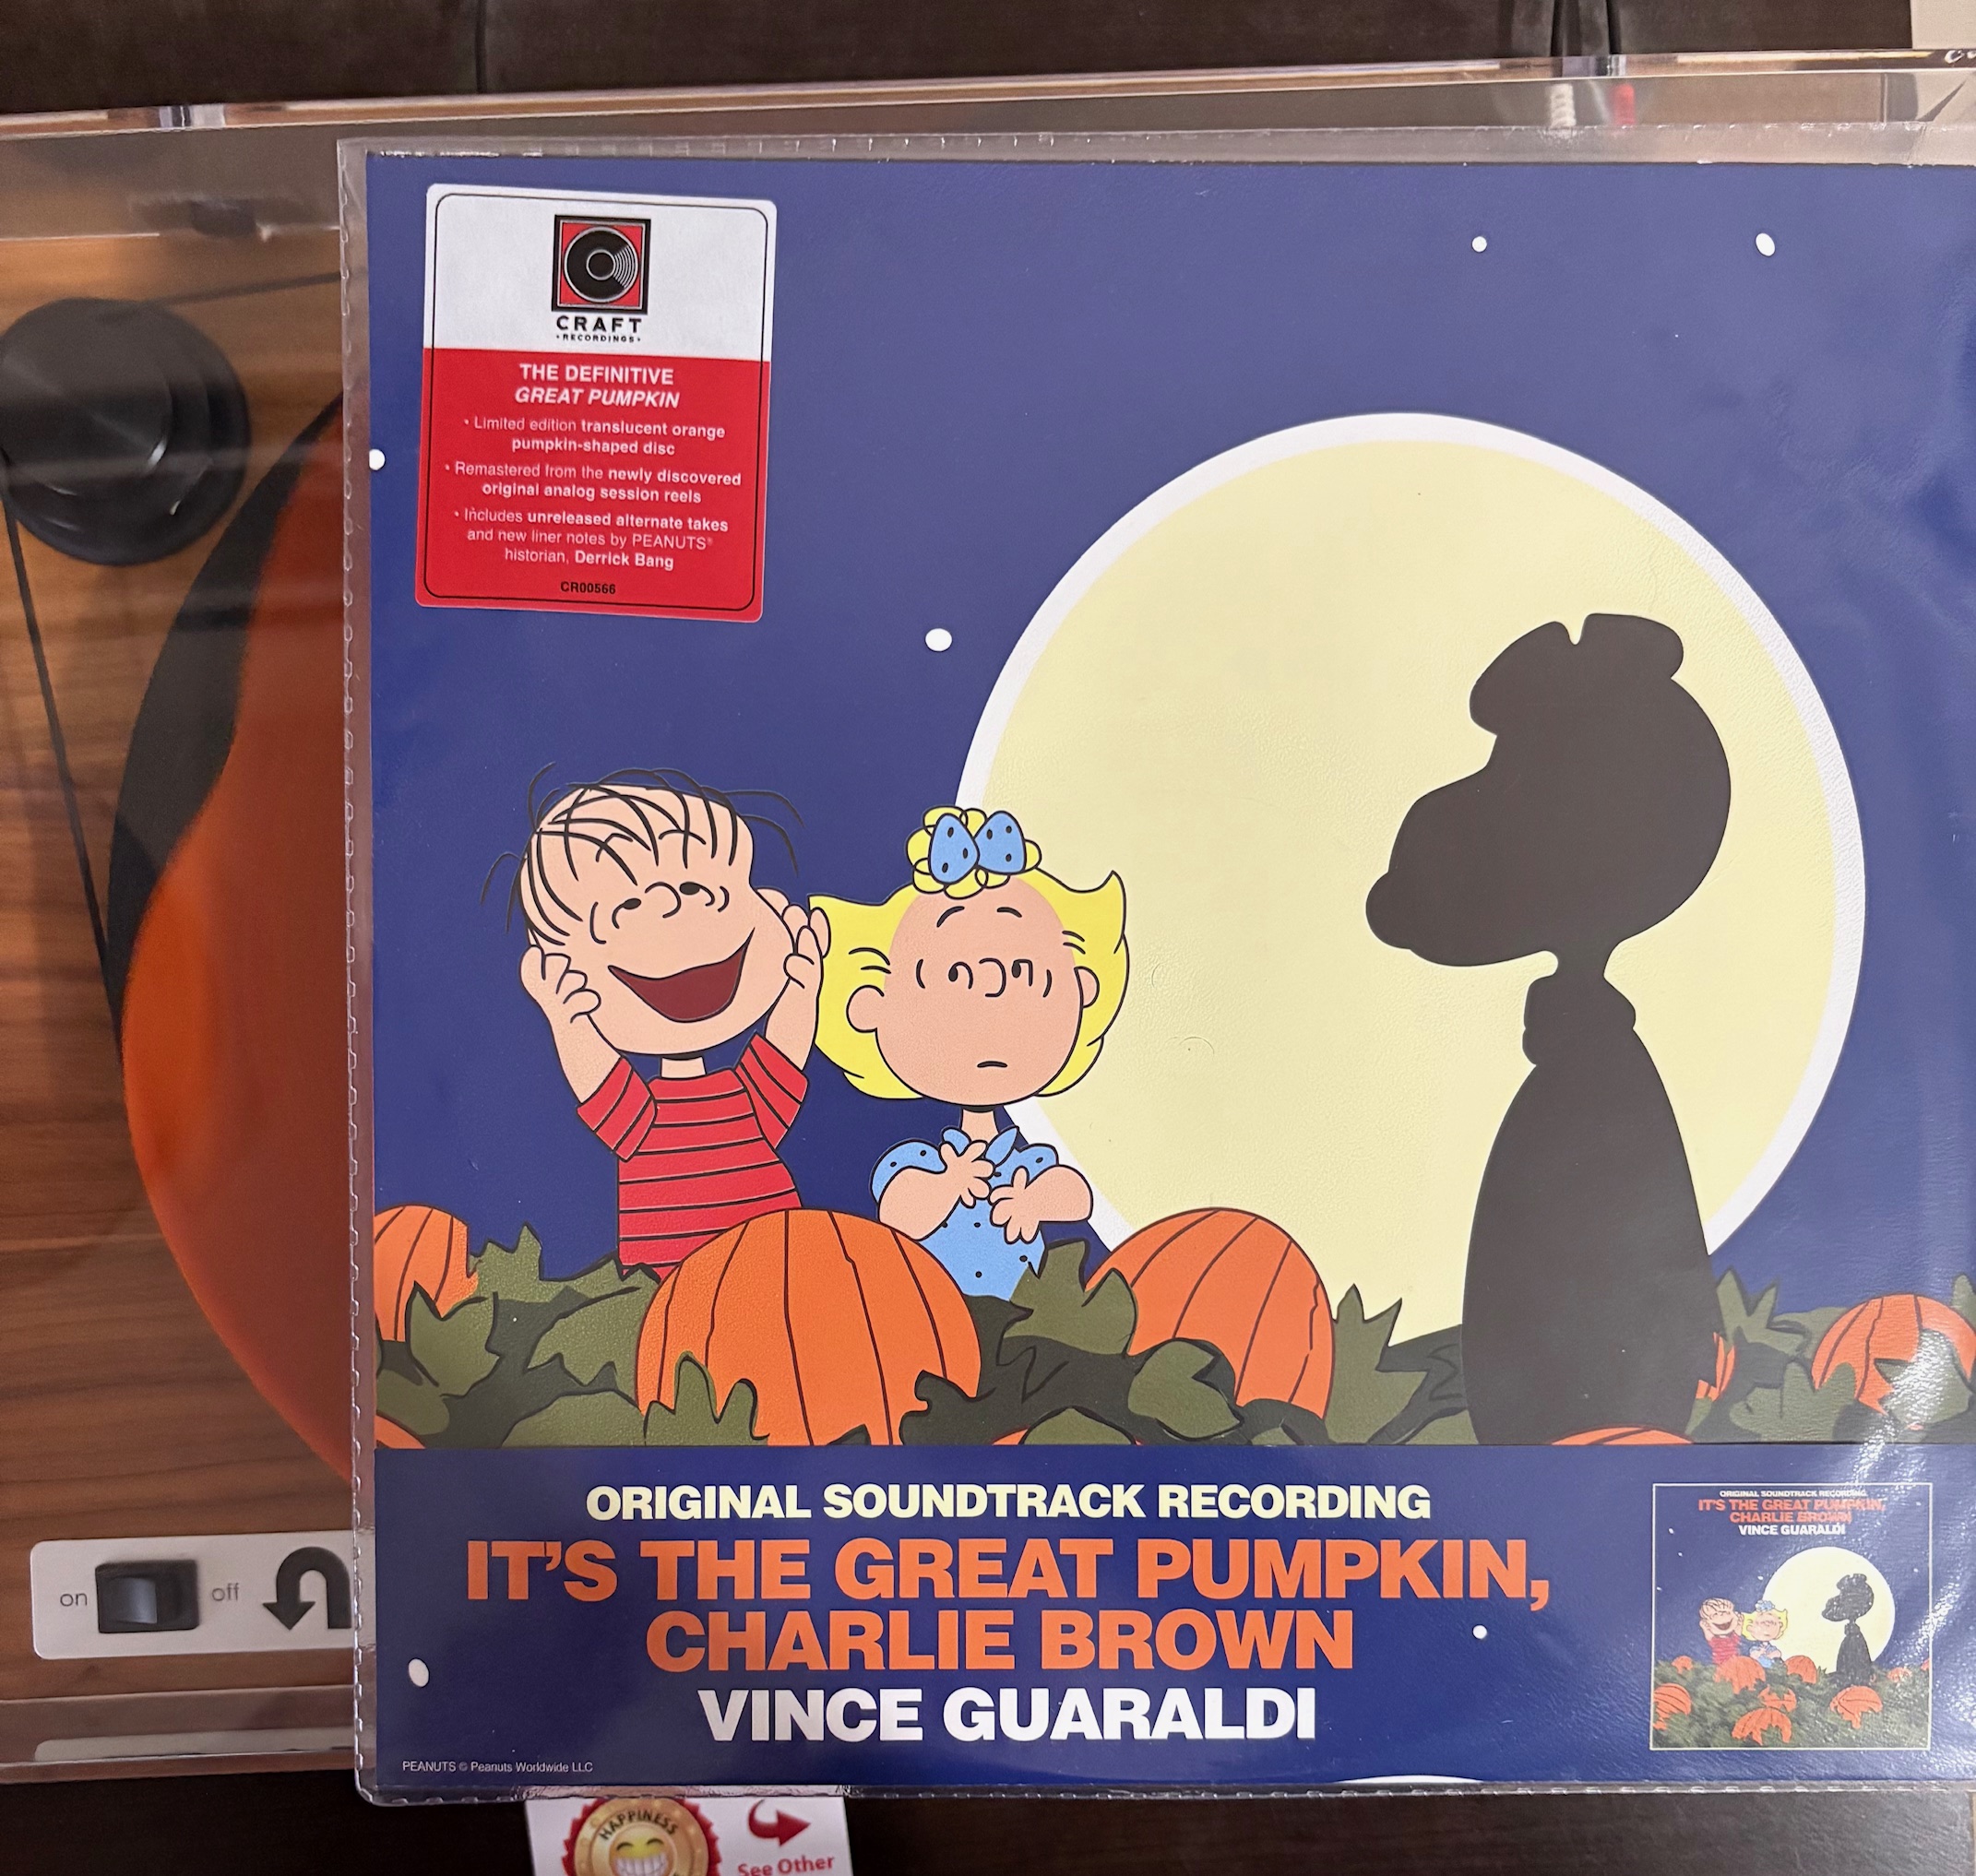 CRAFT
•RECORDINGS•
THE DEFINITIVE
GREAT PUMPKIN
• Limited edition translucent orange
pumpkin-shaped disc
• Remastered from the newly discovered
original analog session reels
• Includes unreleased alternate takes
and new liner notes by PEANUTS®
historian, Derrick Bang
CR00566
ORIGINAL SOUNDTRACK RECORDING
IT'S THE GREAT PUMPKIN,
CHARLIE BROWN
VINCE GUARALDI
PEANUTS © Peanuts Worldwide LLC
ORIGINAL SOUNDTRACK RECORDING
IT'S THE GREAT PUMPKIN,
CHARLIE BROWN
VINCE GUARALDI
on
off
HAPPINESS
See Other